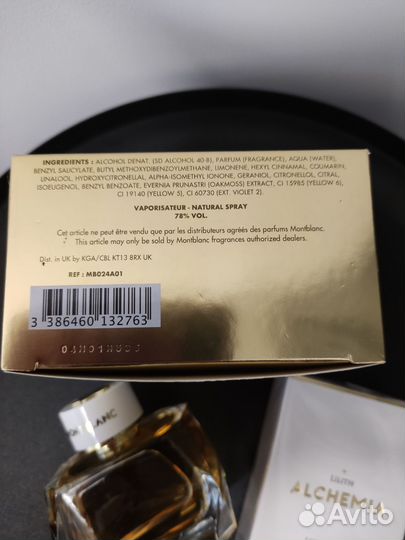 INGREDIENTS : ALCOHOL DENAT. (SD ALCOHOL 40-B), PARFUM (FRAGRANCE), AQUA (WATER),
BENZYL SALICYLATE, BUTYL METHOXYDIBENZOYLMETHANE, LIMONENE, HEXYL CINNAMAL, COUMARIN,
LINALOOL, HYDROXYCITRONELLAL, ALPHA-ISOMETHYL IONONE, GERANIOL, CITRONELLOL, CITRAL,
ISOEUGENOL, BENZYL BENZOATE, EVERNIA PRUNASTRI (OAKMOSS) EXTRACT, CI 15985 (YELLOW 6),
CI 19140 (YELLOW 5), CI 60730 (EXT. VIOLET 2).
VAPORISATEUR - NATURAL SPRAY
78% VOL.
Cet article ne peut être vendu que par les distributeurs agréés des parfums Montblanc.
This article may only be sold by Montblanc fragrances authorized dealers.
Dist. in UK by KGA/CBL KT13 8RX UK
REF : MB024A01
3 386460 132763
BLANC
LILITH
ALCHEMIA
Avito